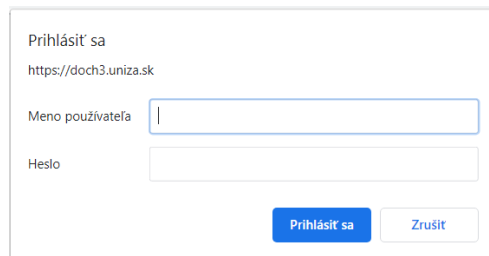 Prihlásiť sa
https://doch3.uniza.sk
Meno používateľa
Heslo
Prihlásiť sa Zrušiť